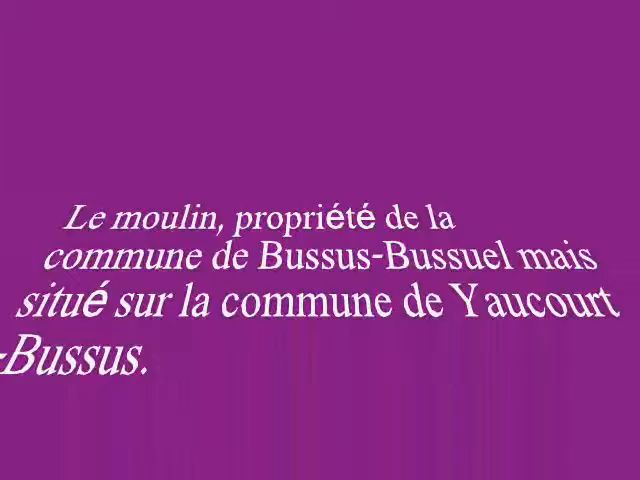 Le moulin, propriété de la
commune de Bussus-Bussuel mais
situé sur la commune de Yaucourt
-Bussus.